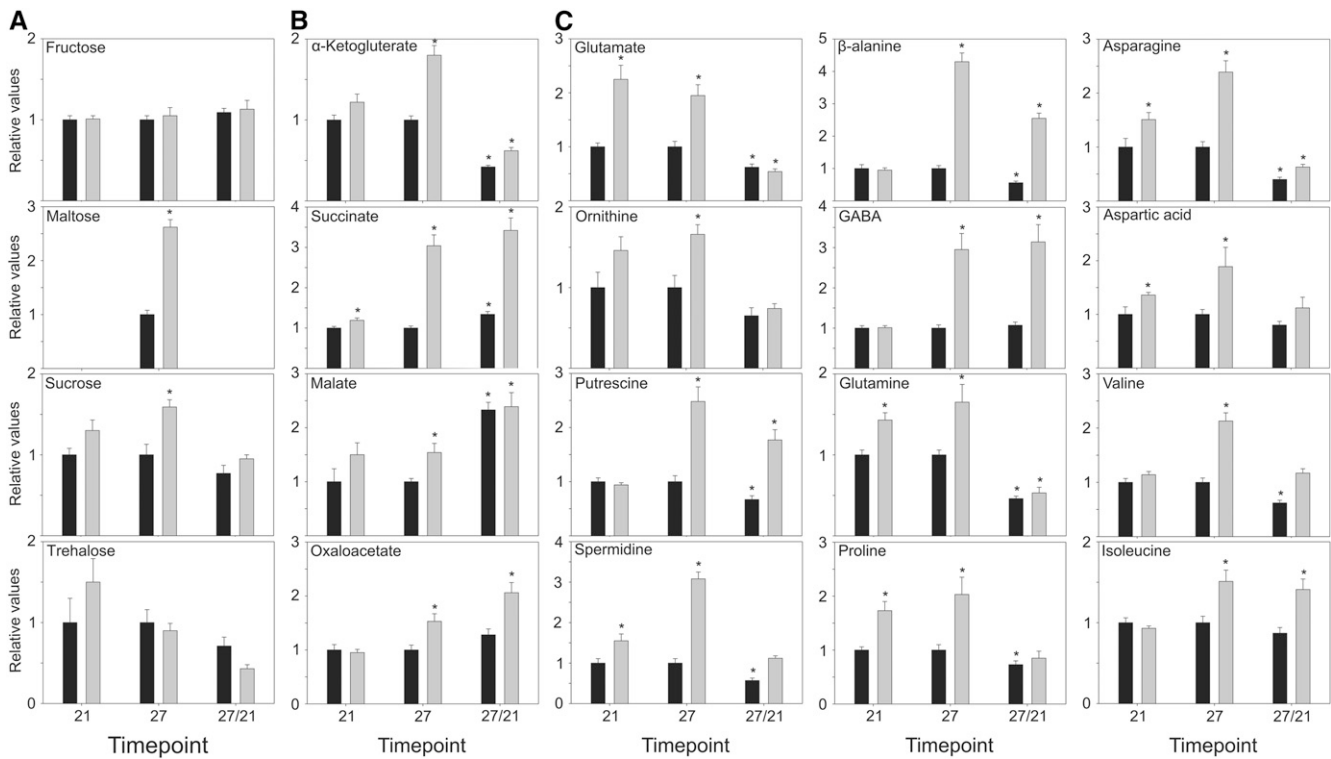 A
Relative values
Fructose
2
1
Relative values
Maltose
3
2
1
Relative values
Sucrose
3
2
1
Relative values
Trehalose
2
1
0
21 27 27/21
Timepoint
B
α-Ketogluterate
2
1
*
* *
Succinate
4
3
2
1
*
*
* *
Malate
3
2
1
*
* *
Oxaloacetate
3
2
1
0
*
*
21 27 27/21
Timepoint
C
Glutamate
3
2
1
*
*
* *
Ornithine
2
1
*
Putrescine
3
2
1
*
* *
Spermidine
4
3
2
1
0
*
*
*
21 27 27/21
Timepoint
β-alanine
5
4
3
2
1
*
* *
GABA
5
3
2
1
*
*
Glutamine
2
1
*
*
* *
Proline
3
2
1
0
*
*
*
21 27 27/21
Timepoint
Asparagine
3
2
1
*
*
* *
Aspartic acid
3
2
1
*
*
Valine
3
2
1
*
*
Isoleucine
3
2
1
0
*
*
21 27 27/21
Timepoint